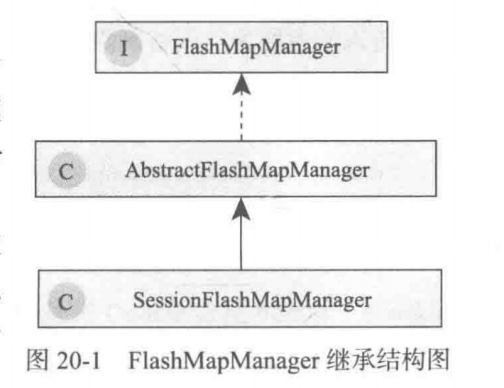 I FlashMapManager
C AbstractFlashMapManager
C SessionFlashMapManager
图 20-1 FlashMapManager 继承结构图